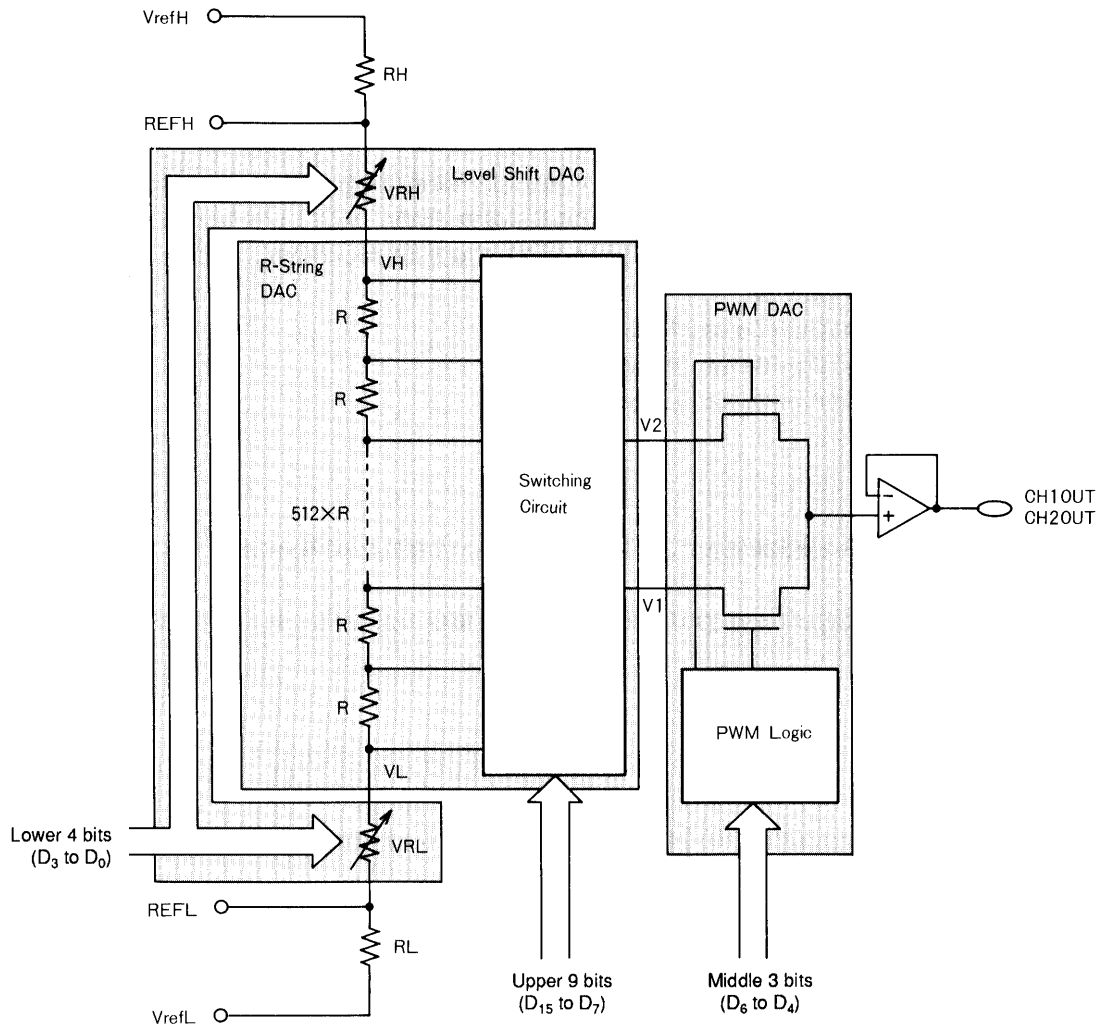 VrefH
RH
REFH
Level Shift DAC
VRH
R-String
DAC
VH
R
R
512×R
R
R
VL
Switching
Circuit
V2
V1
PWM DAC
PWM Logic
-
+
CH1OUT
CH2OUT
Lower 4 bits
(D3 to D0)
VRL
REFL
RL
VrefL
Upper 9 bits
(D15 to D7)
Middle 3 bits
(D6 to D4)